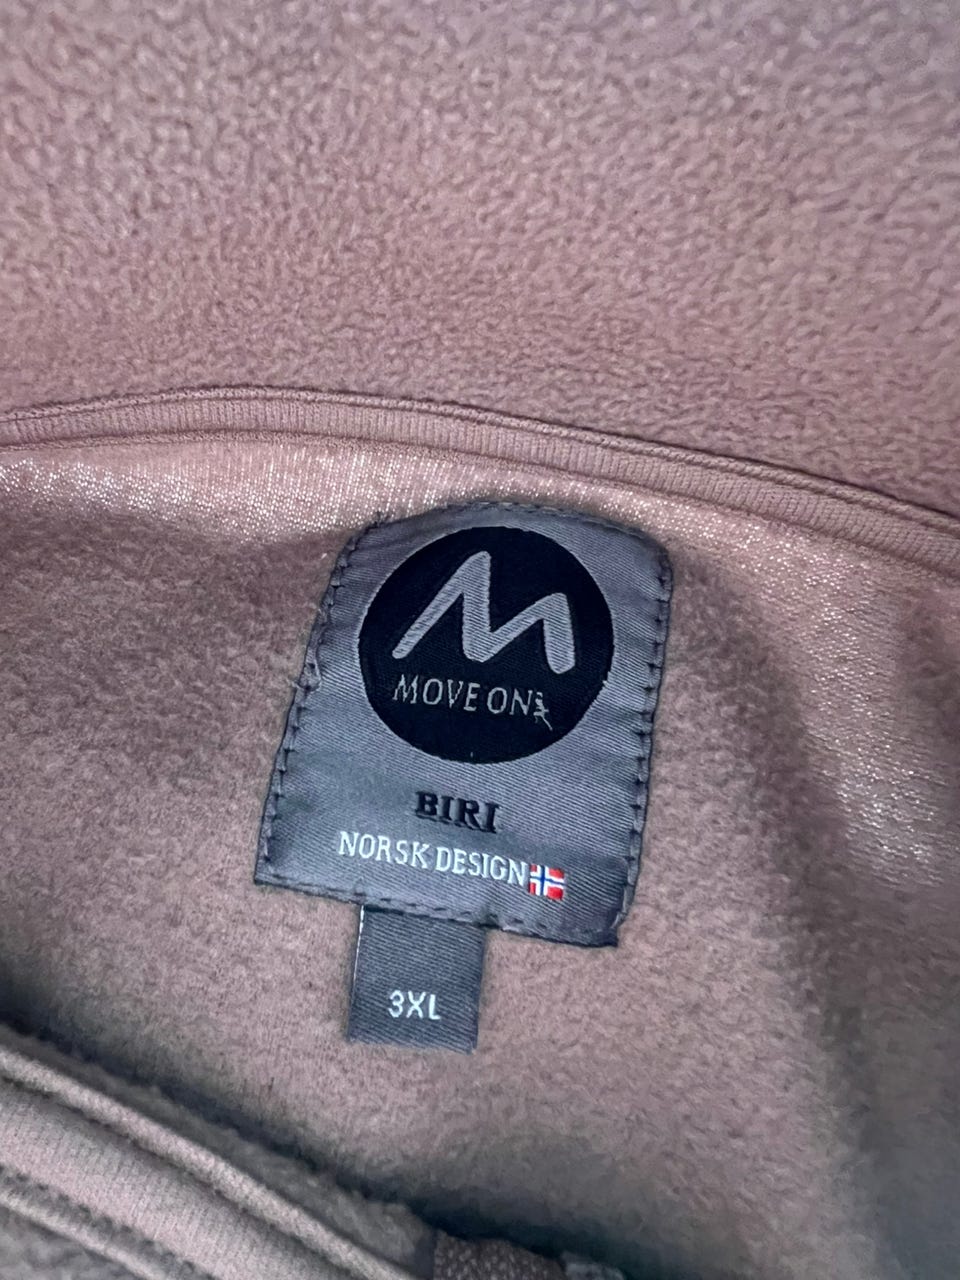 MOVE ON
BIRI
NORSK DESIGN
3XL